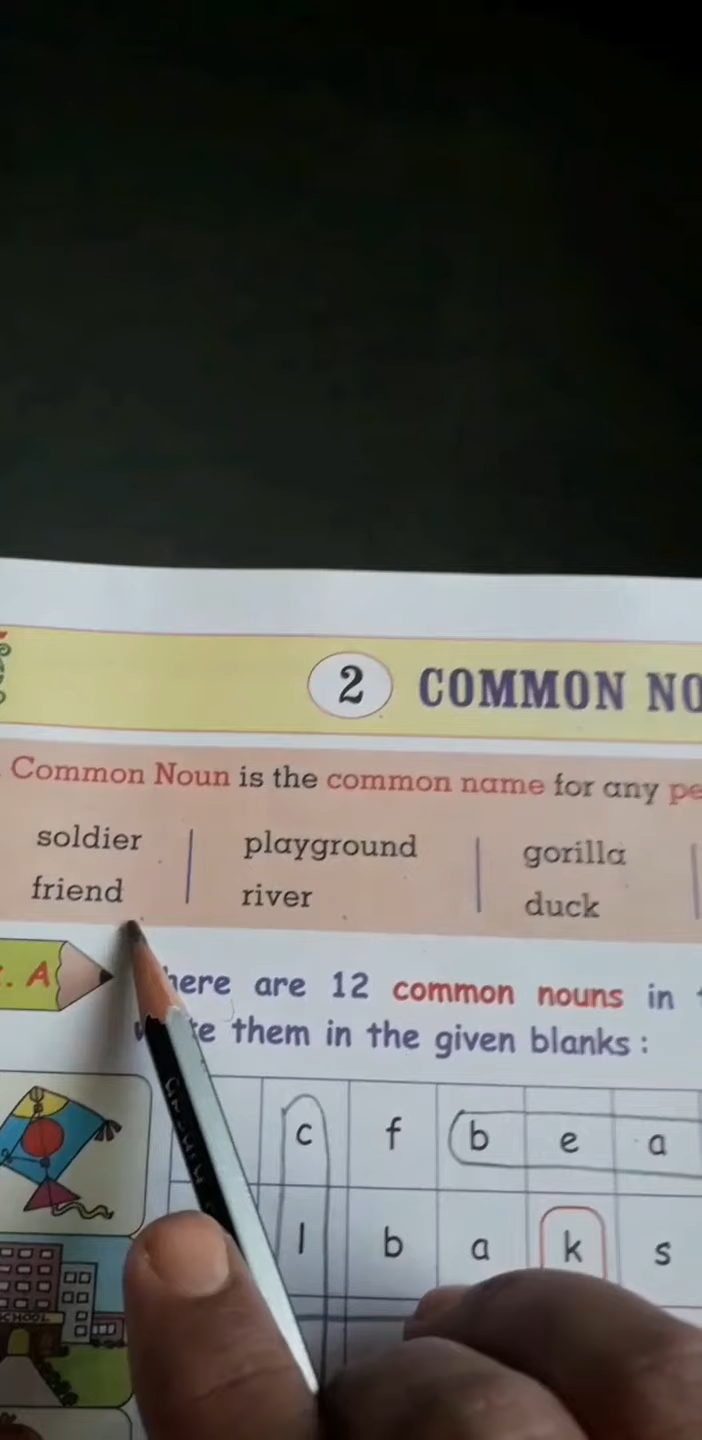 2 COMMON NO
Common Noun is the common name for any pe
soldier playground gorilla
friend river duck
. A here are 12 common nouns in
them in the given blanks :
c f b e a
l b a k s
CHOOL